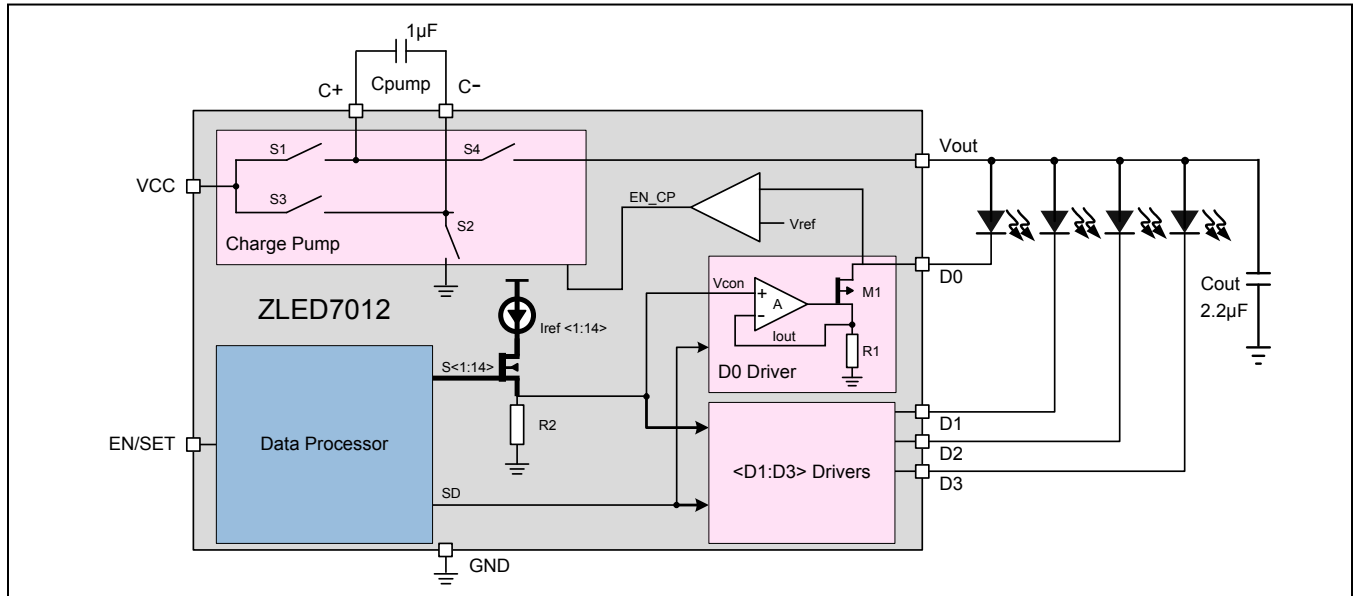 1µF
Cpump
C+
C-
S1
S4
Vout
VCC
S3
EN_CP
Vref
S2
Charge Pump
D0
Vcon
+
A
-
M1
Cout
2.2µF
ZLED7012
Iref <1:14>
Iout
R1
S<1:14>
D0 Driver
R2
D1
EN/SET
Data Processor
<D1:D3> Drivers
D2
D3
SD
GND